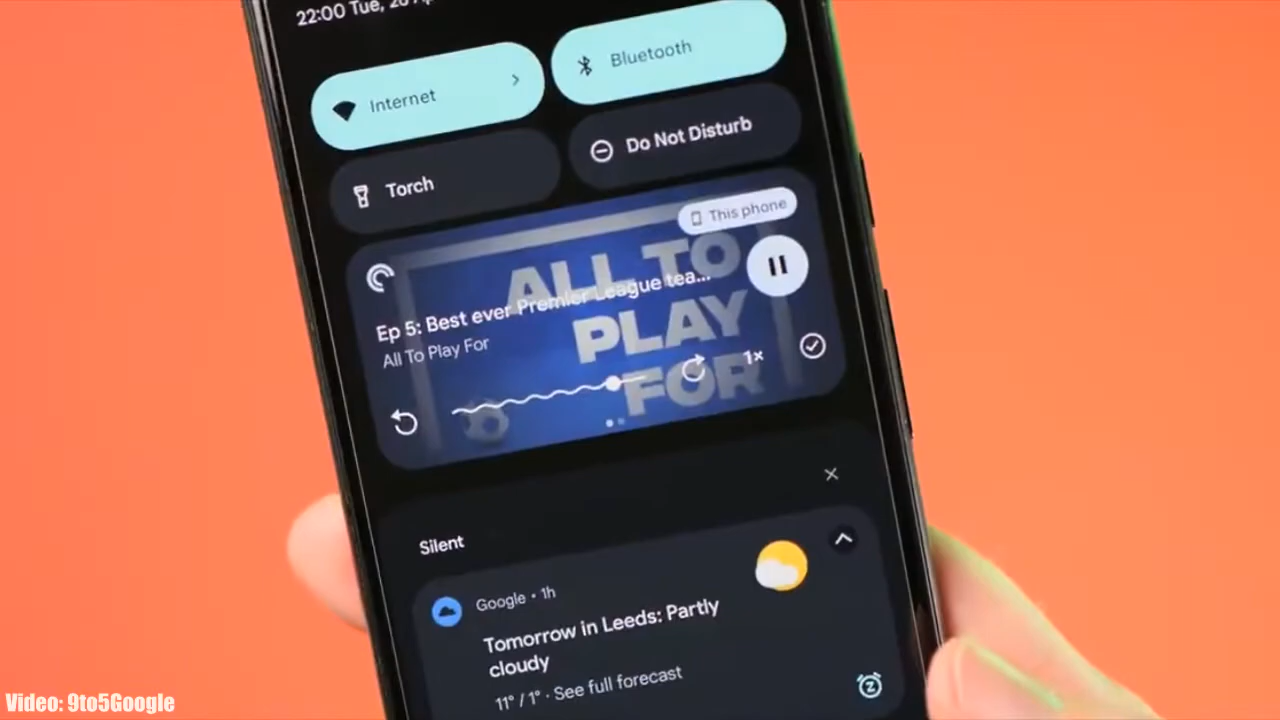 22:00 Tue, 26 Ap
Internet
Bluetooth
Torch
Do Not Disturb
This phone
ALL TO
PLAY
FOR
Ep 5: Best ever Premier League tea...
All To Play For
1×
Silent
Google • 1h
Tomorrow in Leeds: Partly
cloudy
11° / 1° · See full forecast
Video: 9to5Google